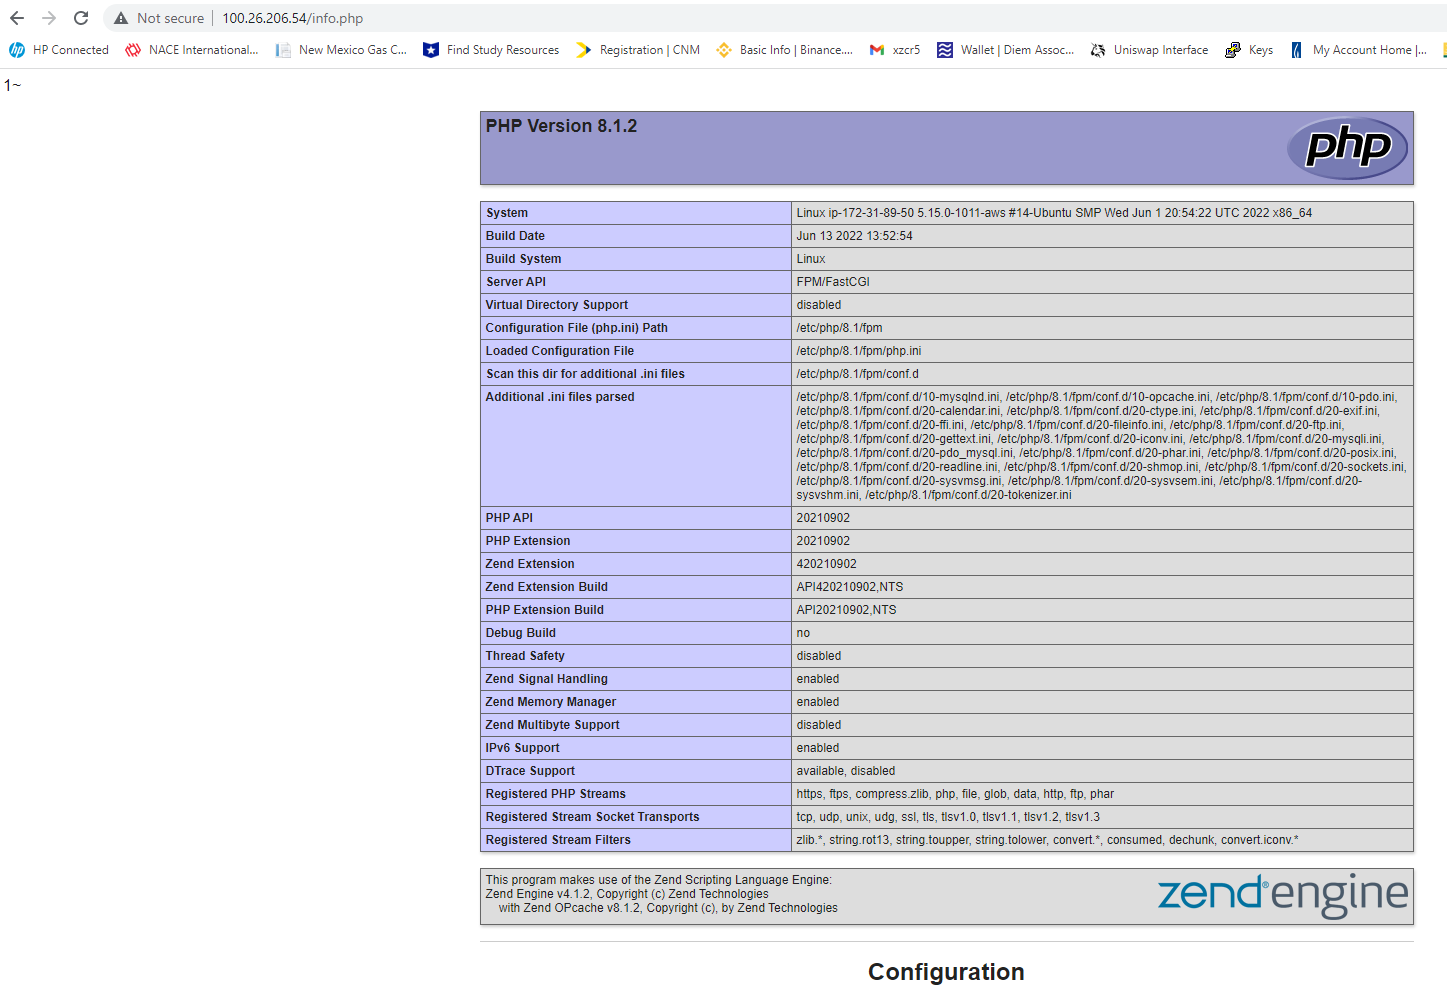 Not secure | 100.26.206.54/info.php
HP Connected NACE International... New Mexico Gas C... Find Study Resources Registration | CNM Basic Info | Binance.... xzcr5 Wallet | Diem Assoc... Uniswap Interface Keys My Account Home |...
1~
PHP Version 8.1.2 php
System Linux ip-172-31-89-50 5.15.0-1011-aws #14-Ubuntu SMP Wed Jun 1 20:54:22 UTC 2022 x86_64
Build Date Jun 13 2022 13:52:54
Build System Linux
Server API FPM/FastCGI
Virtual Directory Support disabled
Configuration File (php.ini) Path /etc/php/8.1/fpm
Loaded Configuration File /etc/php/8.1/fpm/php.ini
Scan this dir for additional .ini files /etc/php/8.1/fpm/conf.d
Additional .ini files parsed /etc/php/8.1/fpm/conf.d/10-mysqlnd.ini, /etc/php/8.1/fpm/conf.d/10-opcache.ini, /etc/php/8.1/fpm/conf.d/10-pdo.ini,
/etc/php/8.1/fpm/conf.d/20-calendar.ini, /etc/php/8.1/fpm/conf.d/20-ctype.ini, /etc/php/8.1/fpm/conf.d/20-exif.ini,
/etc/php/8.1/fpm/conf.d/20-ffi.ini, /etc/php/8.1/fpm/conf.d/20-fileinfo.ini, /etc/php/8.1/fpm/conf.d/20-ftp.ini,
/etc/php/8.1/fpm/conf.d/20-gettext.ini, /etc/php/8.1/fpm/conf.d/20-iconv.ini, /etc/php/8.1/fpm/conf.d/20-mysqli.ini,
/etc/php/8.1/fpm/conf.d/20-pdo_mysql.ini, /etc/php/8.1/fpm/conf.d/20-phar.ini, /etc/php/8.1/fpm/conf.d/20-posix.ini,
/etc/php/8.1/fpm/conf.d/20-readline.ini, /etc/php/8.1/fpm/conf.d/20-shmop.ini, /etc/php/8.1/fpm/conf.d/20-sockets.ini,
/etc/php/8.1/fpm/conf.d/20-sysvmsg.ini, /etc/php/8.1/fpm/conf.d/20-sysvsem.ini, /etc/php/8.1/fpm/conf.d/20-
sysvshm.ini, /etc/php/8.1/fpm/conf.d/20-tokenizer.ini
PHP API 20210902
PHP Extension 20210902
Zend Extension 420210902
Zend Extension Build API420210902,NTS
PHP Extension Build API20210902,NTS
Debug Build no
Thread Safety disabled
Zend Signal Handling enabled
Zend Memory Manager enabled
Zend Multibyte Support disabled
IPv6 Support enabled
DTrace Support available, disabled
Registered PHP Streams https, ftps, compress.zlib, php, file, glob, data, http, ftp, phar
Registered Stream Socket Transports tcp, udp, unix, udg, ssl, tls, tlsv1.0, tlsv1.1, tlsv1.2, tlsv1.3
Registered Stream Filters zlib.*, string.rot13, string.toupper, string.tolower, convert.*, consumed, dechunk, convert.iconv.*
This program makes use of the Zend Scripting Language Engine:
Zend Engine v4.1.2, Copyright (c) Zend Technologies
with Zend OPcache v8.1.2, Copyright (c), by Zend Technologies
zend® engine
Configuration